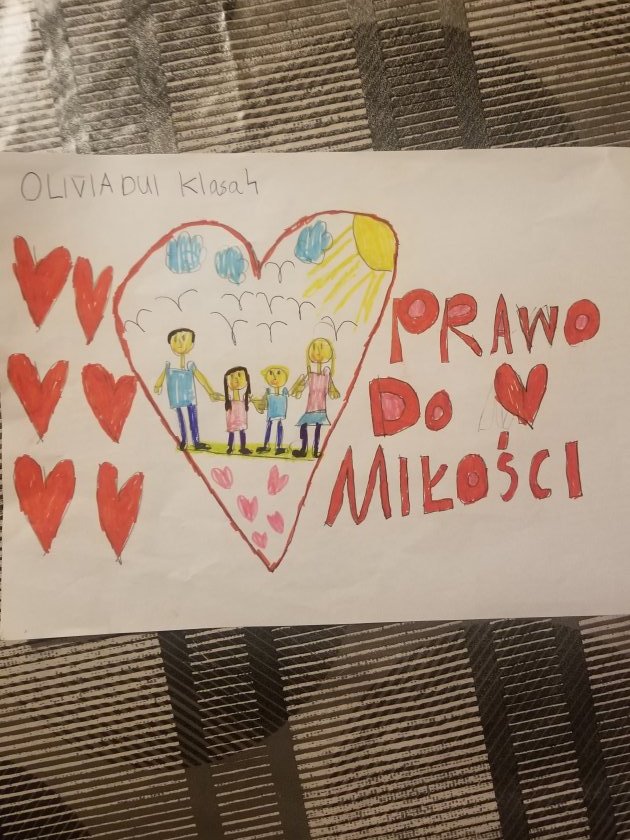 OLIVIA DUL klasa 4
PRAWO
DO
MIŁOŚCI